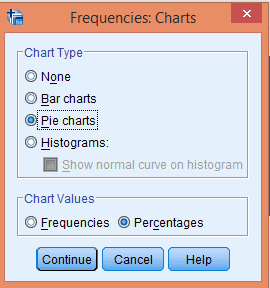 Frequencies: Charts
Chart Type
None
Bar charts
Pie charts
Histograms:
Show normal curve on histogram
Chart Values
Frequencies Percentages
Continue Cancel Help